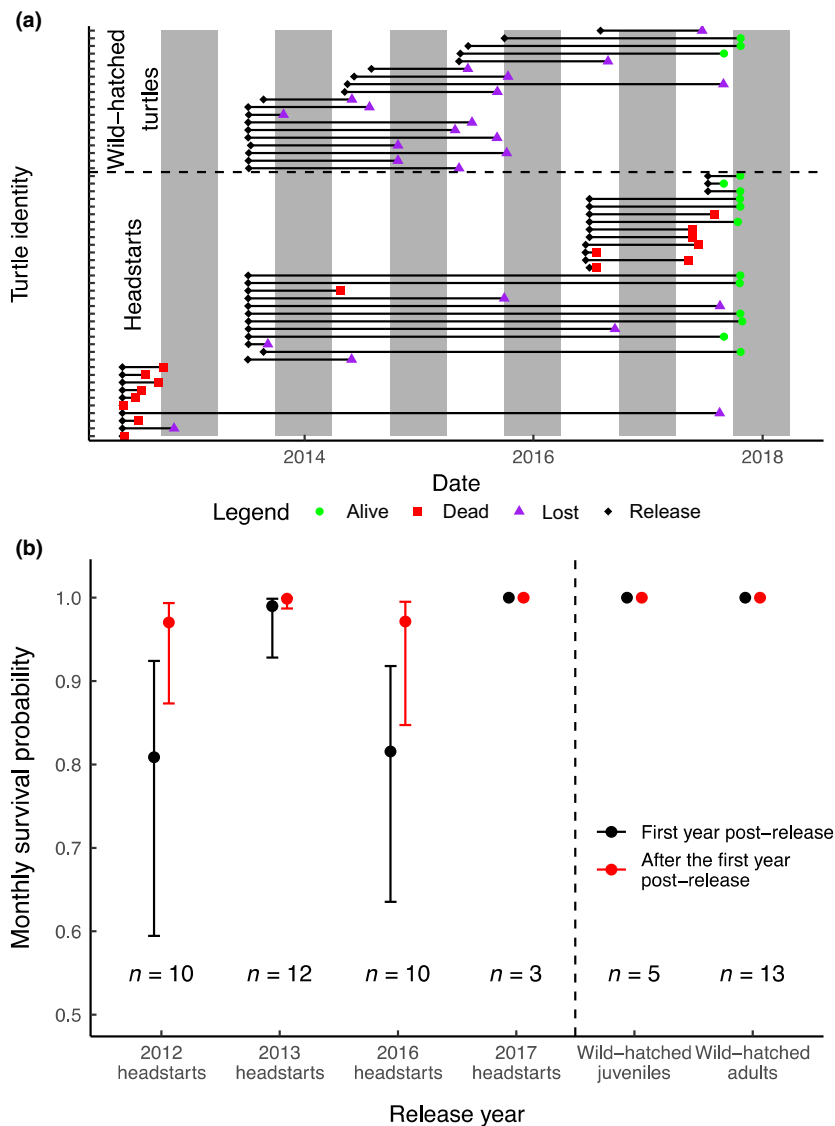 (a)
Turtle identity
Wild−hatched
turtles
Headstarts
2014
2016
2018
Date
Legend
Alive
Dead
Lost
Release
(b)
Monthly survival probability
1.0
0.9
0.8
0.7
0.6
0.5
First year post−release
After the first year
post−release
n = 10
n = 12
n = 10
n = 3
n = 5
n = 13
2012
headstarts
2013
headstarts
2016
headstarts
2017
headstarts
Wild−hatched
juveniles
Wild−hatched
adults
Release year